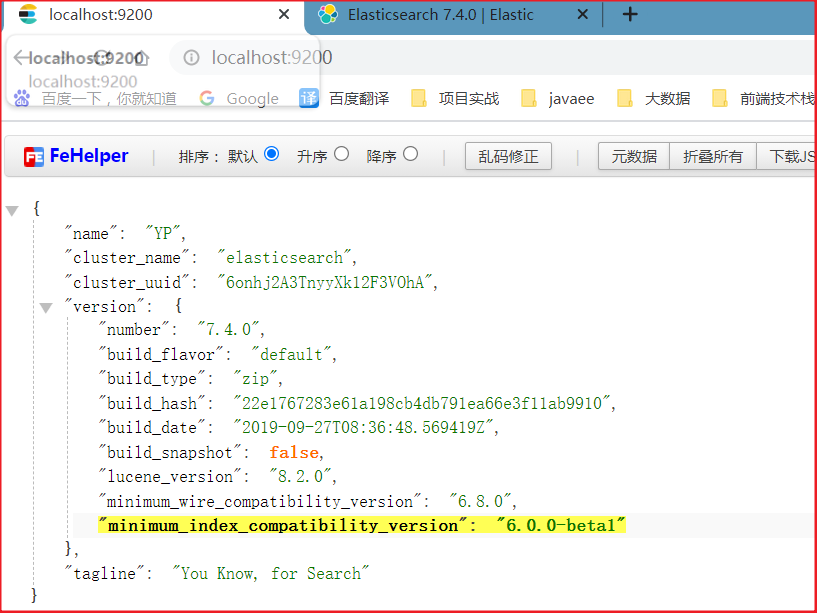 localhost:9200
Elasticsearch 7.4.0 | Elastic
localhost:9200
localhost:9200
localhost:9200
百度一下，你就知道
Google
译 百度翻译
项目实战
javaee
大数据
前端技术栈
FE FeHelper
排序： 默认 升序 降序
乱码修正
元数据
折叠所有
下载JS
{
"name": "YP",
"cluster_name": "elasticsearch",
"cluster_uuid": "6onhj2A3TnyyXk12F3VOhA",
"version": {
"number": "7.4.0",
"build_flavor": "default",
"build_type": "zip",
"build_hash": "22e1767283e61a198cb4db791ea66e3f11ab9910",
"build_date": "2019-09-27T08:36:48.569419Z",
"build_snapshot": false,
"lucene_version": "8.2.0",
"minimum_wire_compatibility_version": "6.8.0",
"minimum_index_compatibility_version": "6.0.0-beta1"
},
"tagline": "You Know, for Search"
}